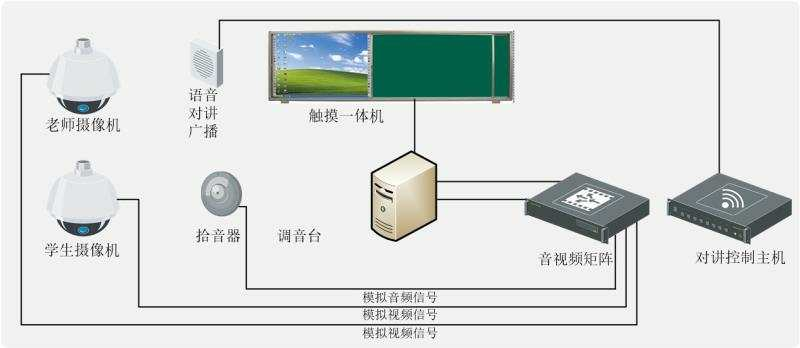 语音
对讲
广播
老师摄像机
触摸一体机
学生摄像机
拾音器
调音台
音视频矩阵
对讲控制主机
模拟音频信号
模拟视频信号
模拟视频信号